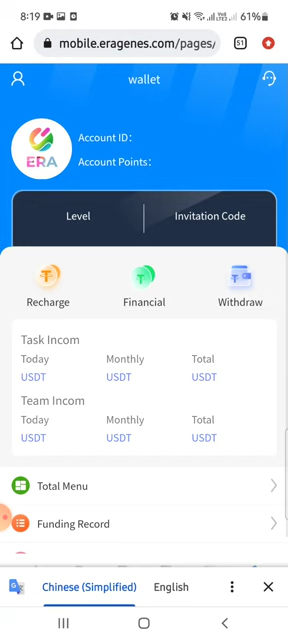 8:19
61%
mobile.eragenes.com/pages/
51
wallet
ERA
Account ID:
Account Points:
Level
Invitation Code
Recharge
Financial
Withdraw
Task Incom
Today Monthly Total
USDT USDT USDT
Team Incom
Today Monthly Total
USDT USDT USDT
Total Menu
Funding Record
Chinese (Simplified) English